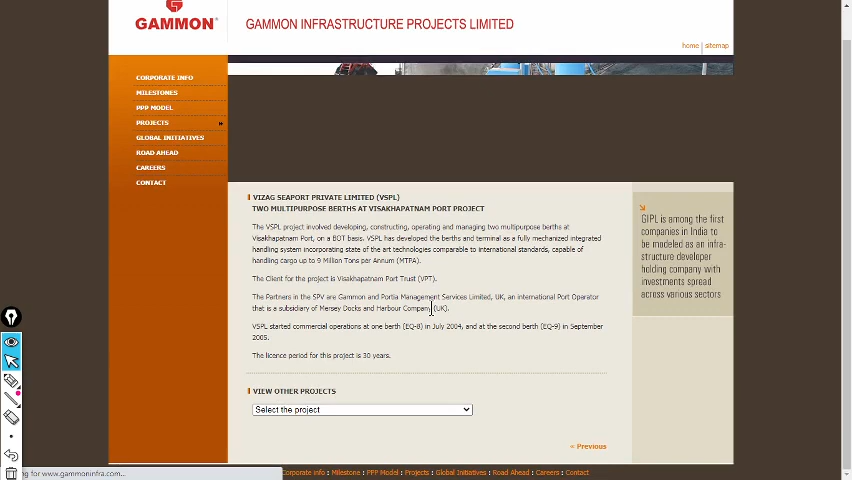 GAMMON
GAMMON INFRASTRUCTURE PROJECTS LIMITED
home | sitemap
CORPORATE INFO
MILESTONES
PPP MODEL
PROJECTS »
GLOBAL INITIATIVES
ROAD AHEAD
CAREERS
CONTACT
VIZAG SEAPORT PRIVATE LIMITED (VSPL)
TWO MULTIPURPOSE BERTHS AT VISAKHAPATNAM PORT PROJECT
The VSPL project involved developing, constructing, operating and managing two multipurpose berths at
Visakhapatnam Port, on a BOT basis. VSPL has developed the berths and terminal as a fully mechanized integrated
handling system incorporating state of the art technologies comparable to international standards, capable of
handling cargo up to 9 Million Tons per Annum (MTPA).
The Client for the project is Visakhapatnam Port Trust (VPT).
The Partners in the SPV are Gammon and Portia Management Services Limited, UK, an international Port Operator
that is a subsidiary of Mersey Docks and Harbour Company (UK).
VSPL started commercial operations at one berth (EQ-8) in July 2004, and at the second berth (EQ-9) in September
2005.
The licence period for this project is 30 years.
VIEW OTHER PROJECTS
Select the project
« Previous
GIPL is among the first
companies in India to
be modeled as an infra-
structure developer
holding company with
investments spread
across various sectors
ng for www.gammoninfra.com...
Corporate info : Milestone : PPP Model : Projects : Global Initiatives : Road Ahead : Careers : Contact